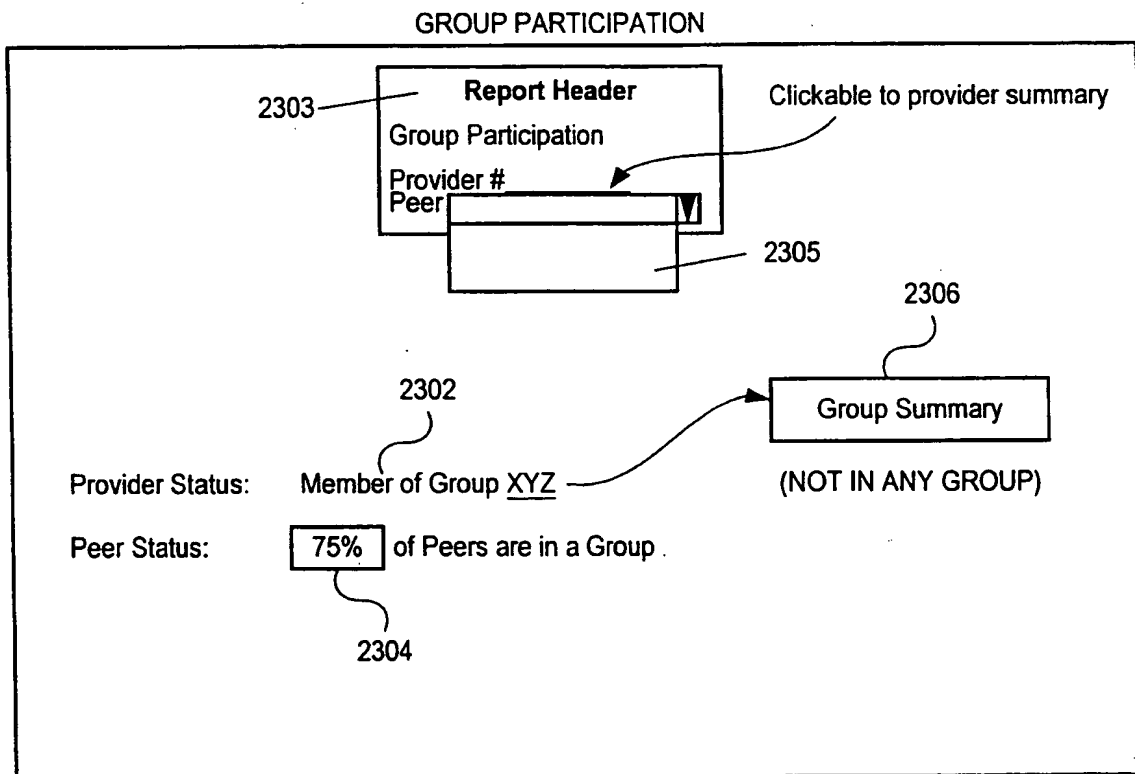 GROUP PARTICIPATION
Report Header
2303
Clickable to provider summary
Group Participation
Provider #
Peer
2305
2306
2302
Group Summary
Provider Status: Member of Group XYZ
(NOT IN ANY GROUP)
Peer Status: 75% of Peers are in a Group
2304